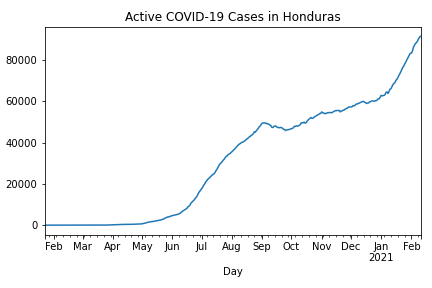 Active COVID-19 Cases in Honduras
80000
60000
40000
20000
0
Feb Mar Apr May Jun Jul Aug Sep Oct Nov Dec Jan Feb
2021
Day